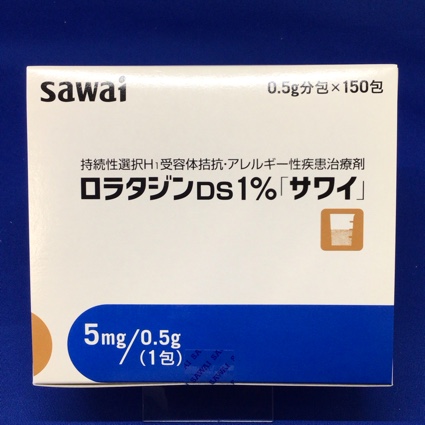 sawai
0.5g分包×150包
持続性選択H1受容体拮抗・アレルギー性疾患治療剤
ロラタジンDS1%「サワイ」
5mg/0.5g
(1包)